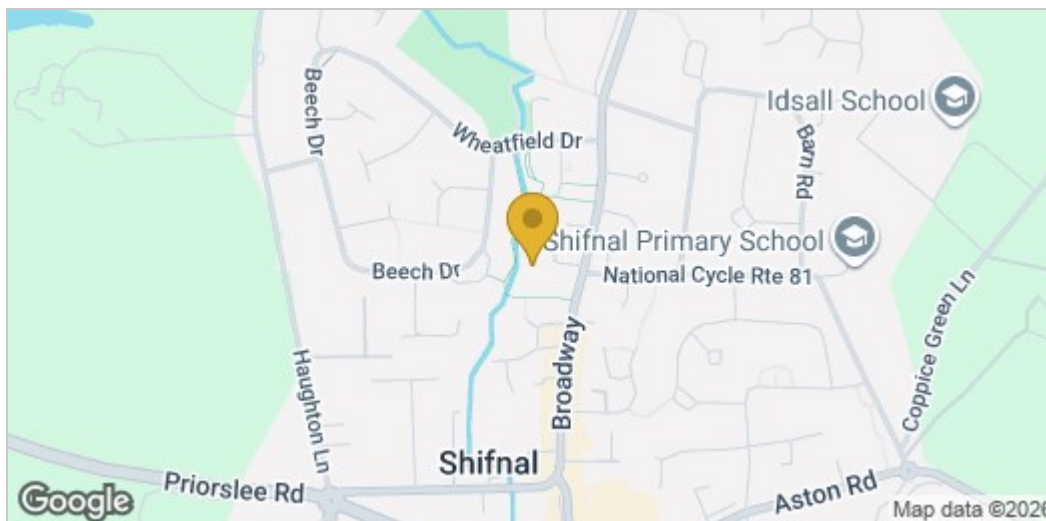 Idsall School
Beech Dr
Barn Rd
Wheatfield Dr
Shifnal Primary School
Beech Dr
National Cycle Rte 81
Coppice Green Ln
Haughton Ln
Broadway
Shifnal
Priorslee Rd
Aston Rd
Google
Map data ©2026